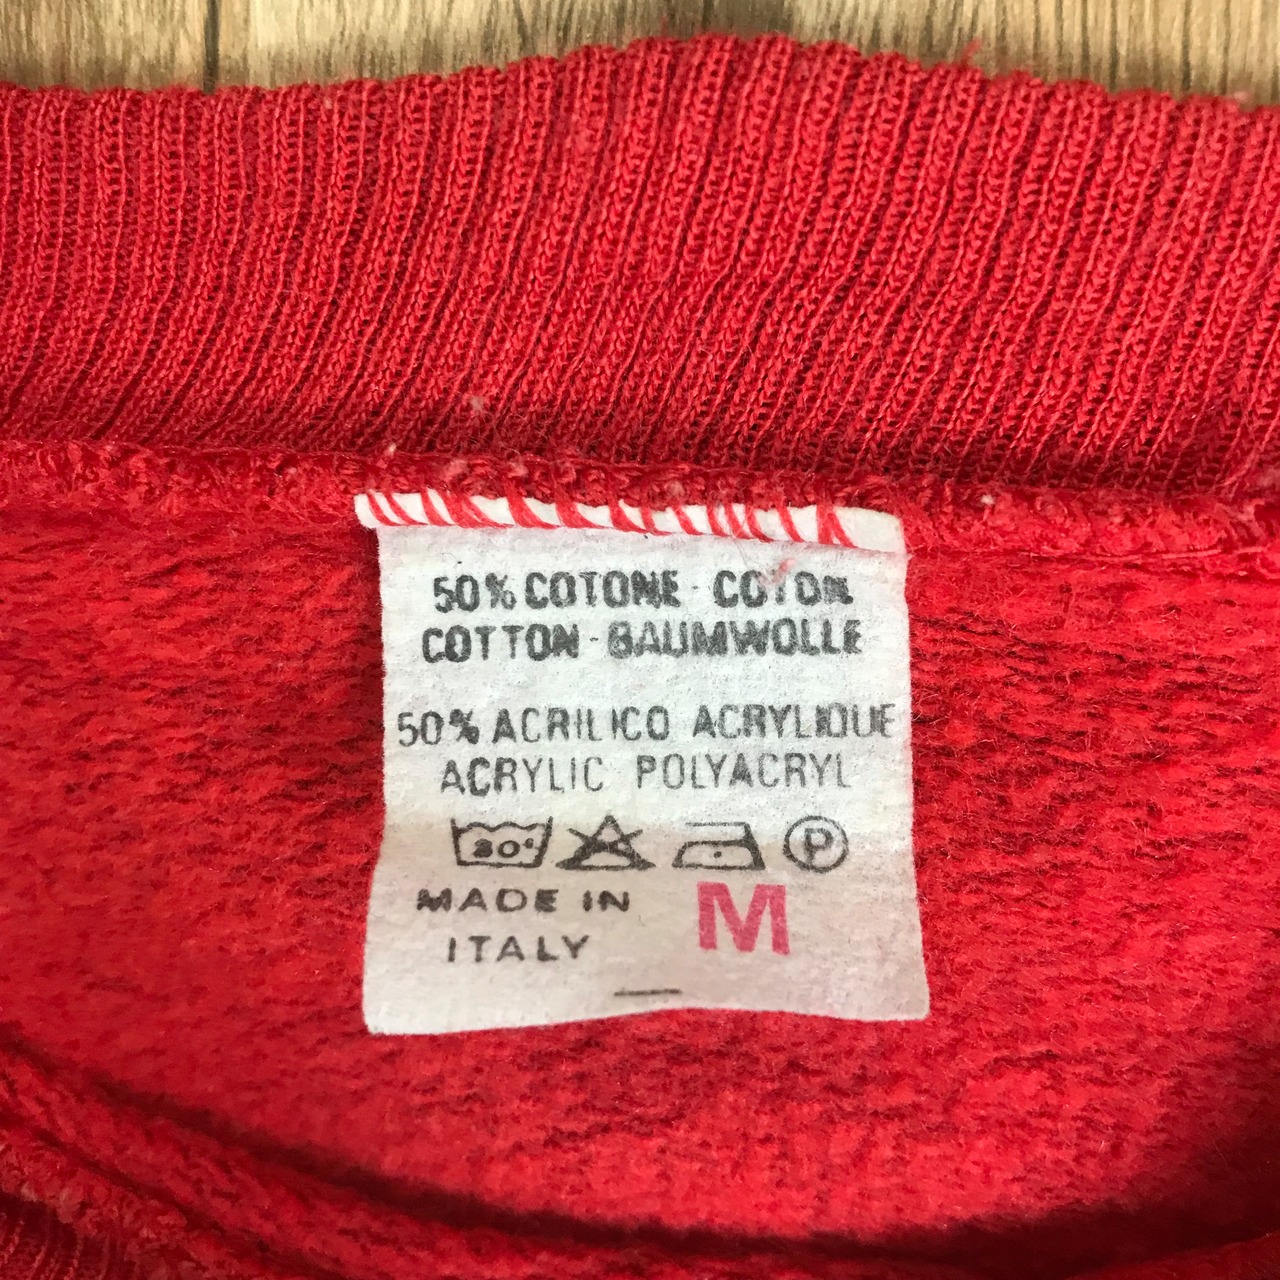 50% COTONE - COTON
COTTON - BAUMWOLLE
50% ACRILICO ACRYLIQUE
ACRYLIC POLYACRYL
30° P
MADE IN M
ITALY